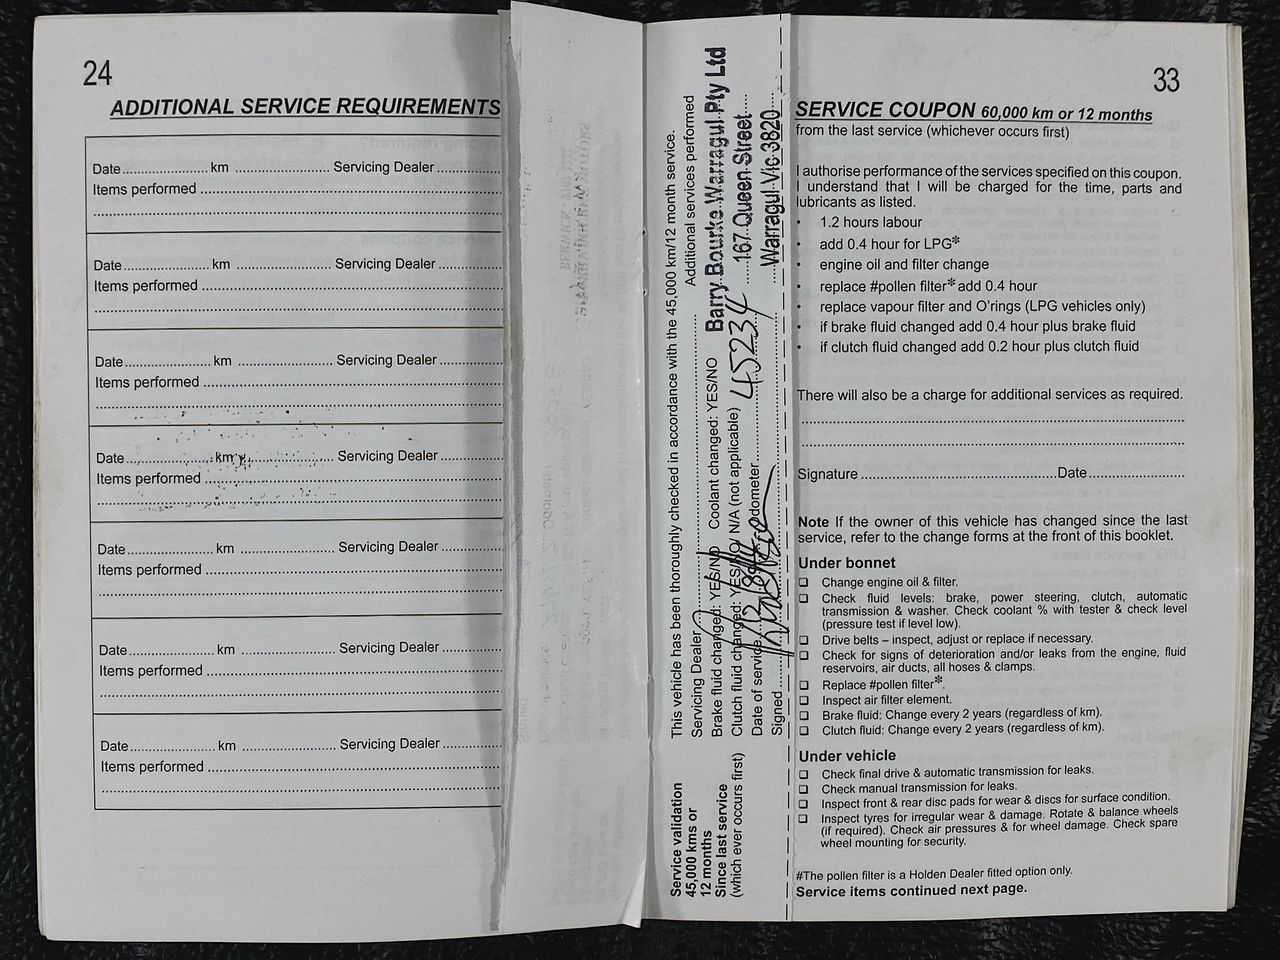 24
ADDITIONAL SERVICE REQUIREMENTS
Date.......................... km ........................... Servicing Dealer ..................
Items performed ..............................................................................
..............................................................................
Date.......................... km ........................... Servicing Dealer ..................
Items performed ..............................................................................
..............................................................................
Date.......................... km ........................... Servicing Dealer ..................
Items performed ..............................................................................
..............................................................................
Date.......................... km ........................... Servicing Dealer ..................
Items performed ..............................................................................
..............................................................................
Date.......................... km ........................... Servicing Dealer ..................
Items performed ..............................................................................
..............................................................................
Date.......................... km ........................... Servicing Dealer ..................
Items performed ..............................................................................
..............................................................................
Date.......................... km ........................... Servicing Dealer ..................
Items performed ..............................................................................
..............................................................................
Service validation
45,000 kms or
12 months
Since last service
(which ever occurs first)
This vehicle has been thoroughly checked in accordance with the 45,000 km/12 month service.
Servicing Dealer ........................ Additional services performed
Brake fluid changed: YES/NO Coolant changed: YES/NO
Barry Bourke Warragul Pty Ltd
Clutch fluid changed: YES/NO/ N/A (not applicable)
167 Queen Street
Date of service ............ Odometer 45234
Warragul Vic 3820
Signed ..............................
33
SERVICE COUPON 60,000 km or 12 months
from the last service (whichever occurs first)
I authorise performance of the services specified on this coupon.
I understand that I will be charged for the time, parts and
lubricants as listed.
• 1.2 hours labour
• add 0.4 hour for LPG*
• engine oil and filter change
• replace #pollen filter* add 0.4 hour
• replace vapour filter and O'rings (LPG vehicles only)
• if brake fluid changed add 0.4 hour plus brake fluid
• if clutch fluid changed add 0.2 hour plus clutch fluid
There will also be a charge for additional services as required.
..............................................................................
..............................................................................
Signature ..................................................Date........................
Note If the owner of this vehicle has changed since the last
service, refer to the change forms at the front of this booklet.
Under bonnet
❑ Change engine oil & filter.
❑ Check fluid levels: brake, power steering, clutch, automatic
transmission & washer. Check coolant % with tester & check level
(pressure test if level low).
❑ Drive belts – inspect, adjust or replace if necessary.
❑ Check for signs of deterioration and/or leaks from the engine, fluid
reservoirs, air ducts, all hoses & clamps.
❑ Replace #pollen filter*.
❑ Inspect air filter element.
❑ Brake fluid: Change every 2 years (regardless of km).
❑ Clutch fluid: Change every 2 years (regardless of km).
Under vehicle
❑ Check final drive & automatic transmission for leaks.
❑ Check manual transmission for leaks.
❑ Inspect front & rear disc pads for wear & discs for surface condition.
❑ Inspect tyres for irregular wear & damage. Rotate & balance wheels
(if required). Check air pressures & for wheel damage. Check spare
wheel mounting for security.
#The pollen filter is a Holden Dealer fitted option only.
Service items continued next page.